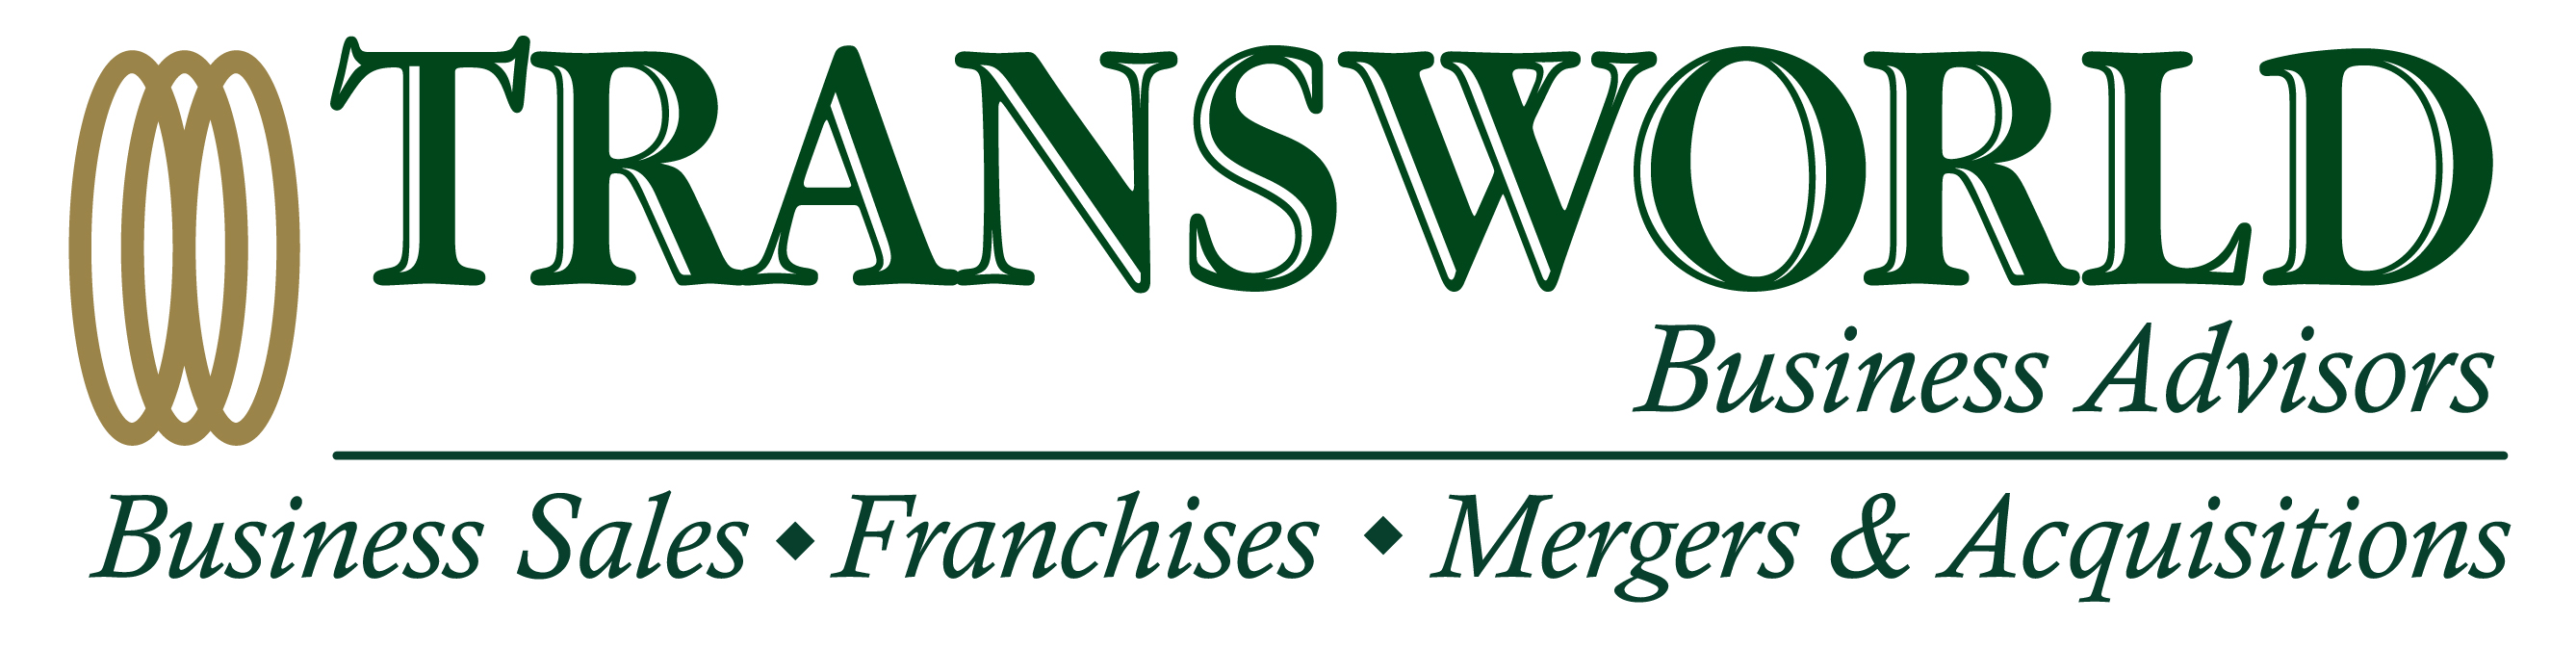 TRANSWORLD
Business Advisors
Business Sales ◆ Franchises ◆ Mergers & Acquisitions